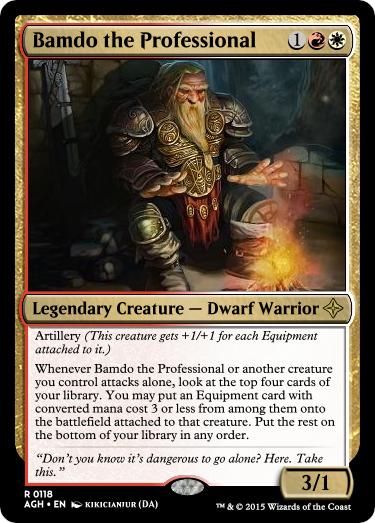 Bamdo the Professional 1
Legendary Creature — Dwarf Warrior
Artillery (This creature gets +1/+1 for each Equipment
attached to it.)
Whenever Bamdo the Professional or another creature
you control attacks alone, look at the top four cards of
your library. You may put an Equipment card with
converted mana cost 3 or less from among them onto
the battlefield attached to that creature. Put the rest on
the bottom of your library in any order.
“Don’t you know it’s dangerous to go alone? Here. Take
this.”
3/1
R 0118
AGH • EN KIKICIANJUR (DA)
™ & © 2015 Wizards of the Coast